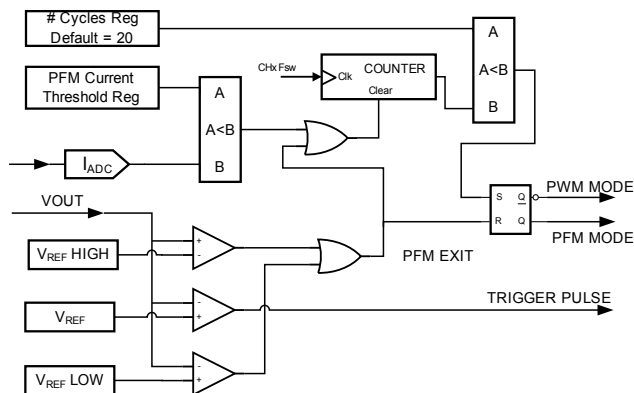 # Cycles Reg
Default = 20
PFM Current
Threshold Reg
A
A<B
B
CHx Fsw
Clk
COUNTER
Clear
A
A<B
B
I ADC
VOUT
S
Q
R
Q
PWM MODE
PFM MODE
PFM EXIT
+
-
VREF HIGH
TRIGGER PULSE
-
+
VREF
-
+
VREF LOW